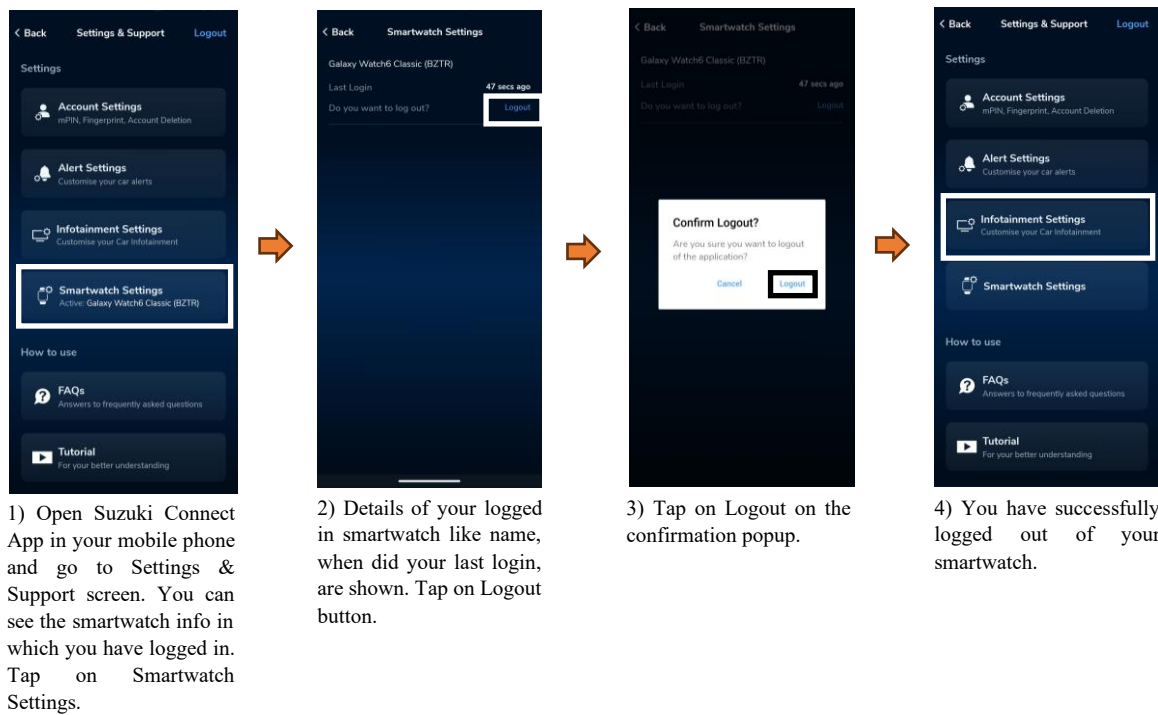 < Back Settings & Support Logout
Settings
Account Settings
mPIN, Fingerprint, Account Deletion
Alert Settings
Customise your car alerts
Infotainment Settings
Customise your Car Infotainment
Smartwatch Settings
Active: Galaxy Watch6 Classic (BZTR)
How to use
FAQs
Answers to frequently asked questions
Tutorial
For your better understanding
1) Open Suzuki Connect
App in your mobile phone
and go to Settings &
Support screen. You can
see the smartwatch info in
which you have logged in.
Tap on Smartwatch
Settings.
< Back Smartwatch Settings
Galaxy Watch6 Classic (BZTR)
Last Login 47 secs ago
Do you want to log out? Logout
2) Details of your logged
in smartwatch like name,
when did your last login,
are shown. Tap on Logout
button.
< Back Smartwatch Settings
Galaxy Watch6 Classic (BZTR)
Last Login 47 secs ago
Do you want to log out? Logout
Confirm Logout?
Are you sure you want to logout
of the application?
Cancel Logout
3) Tap on Logout on the
confirmation popup.
< Back Settings & Support Logout
Settings
Account Settings
mPIN, Fingerprint, Account Deletion
Alert Settings
Customise your car alerts
Infotainment Settings
Customise your Car Infotainment
Smartwatch Settings
How to use
FAQs
Answers to frequently asked questions
Tutorial
For your better understanding
4) You have successfully
logged out of your
smartwatch.